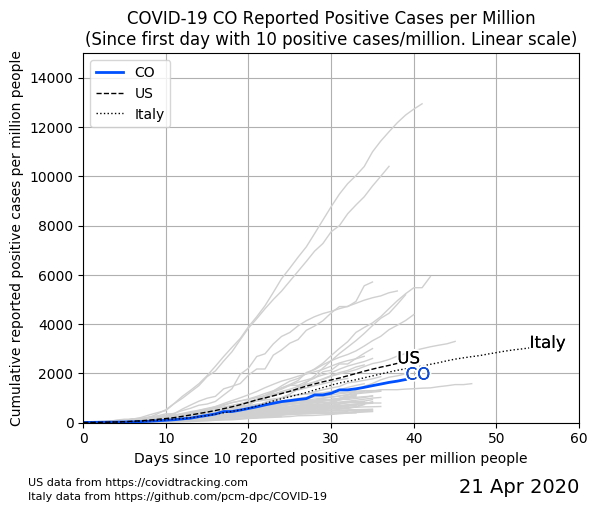 COVID-19 CO Reported Positive Cases per Million
(Since first day with 10 positive cases/million. Linear scale)
Cumulative reported positive cases per million people
14000
12000
10000
8000
6000
4000
2000
0
CO
US
Italy
US
CO
Italy
0 10 20 30 40 50 60
Days since 10 reported positive cases per million people
US data from https://covidtracking.com
Italy data from https://github.com/pcm-dpc/COVID-19
21 Apr 2020